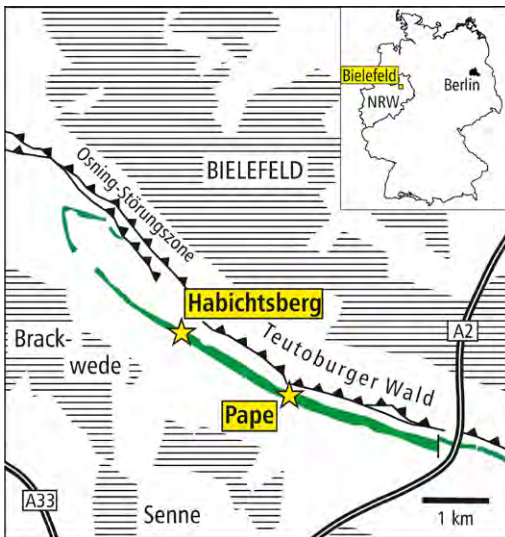 Bielefeld
Berlin
NRW
Osning-Störungszone
BIELEFELD
Habichtsberg
Teutoburger Wald
A2
Brack-
wede
Pape
A33
Senne
1 km